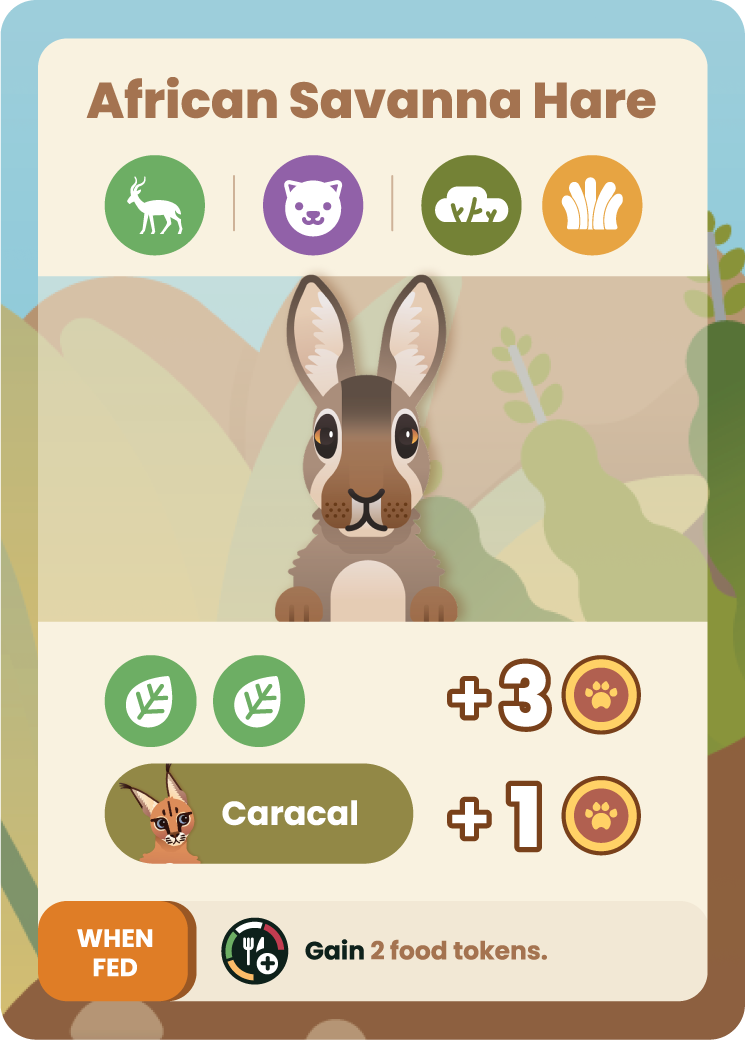 African Savanna Hare
+3
Caracal
+1
WHEN
FED
Gain 2 food tokens.